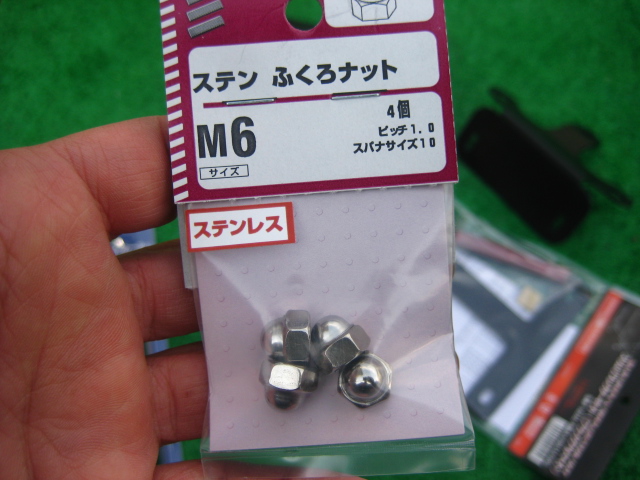 ステン ふくろナット
M6
サイズ
4個
ピッチ1.0
スパナサイズ10
ステンレス